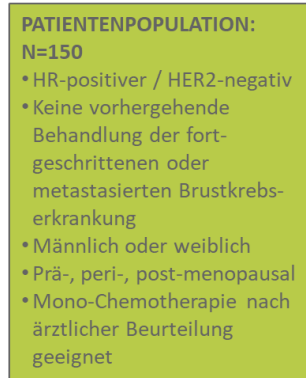 PATIENTENPOPULATION:
N=150
• HR-positiver / HER2-negativ
• Keine vorhergehende
Behandlung der fort-
geschrittenen oder
metastasierten Brustkrebs-
erkrankung
• Männlich oder weiblich
• Prä-, peri-, post-menopausal
• Mono-Chemotherapie nach
ärztlicher Beurteilung
geeignet